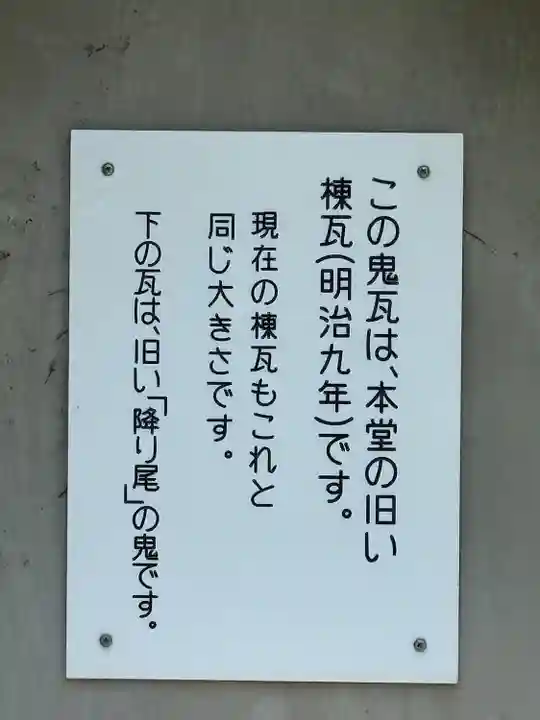 この鬼瓦は、本堂の旧い
棟瓦(明治九年)です。
現在の棟瓦もこれと
同じ大きさです。
下の瓦は、旧い「降り尾」の鬼です。